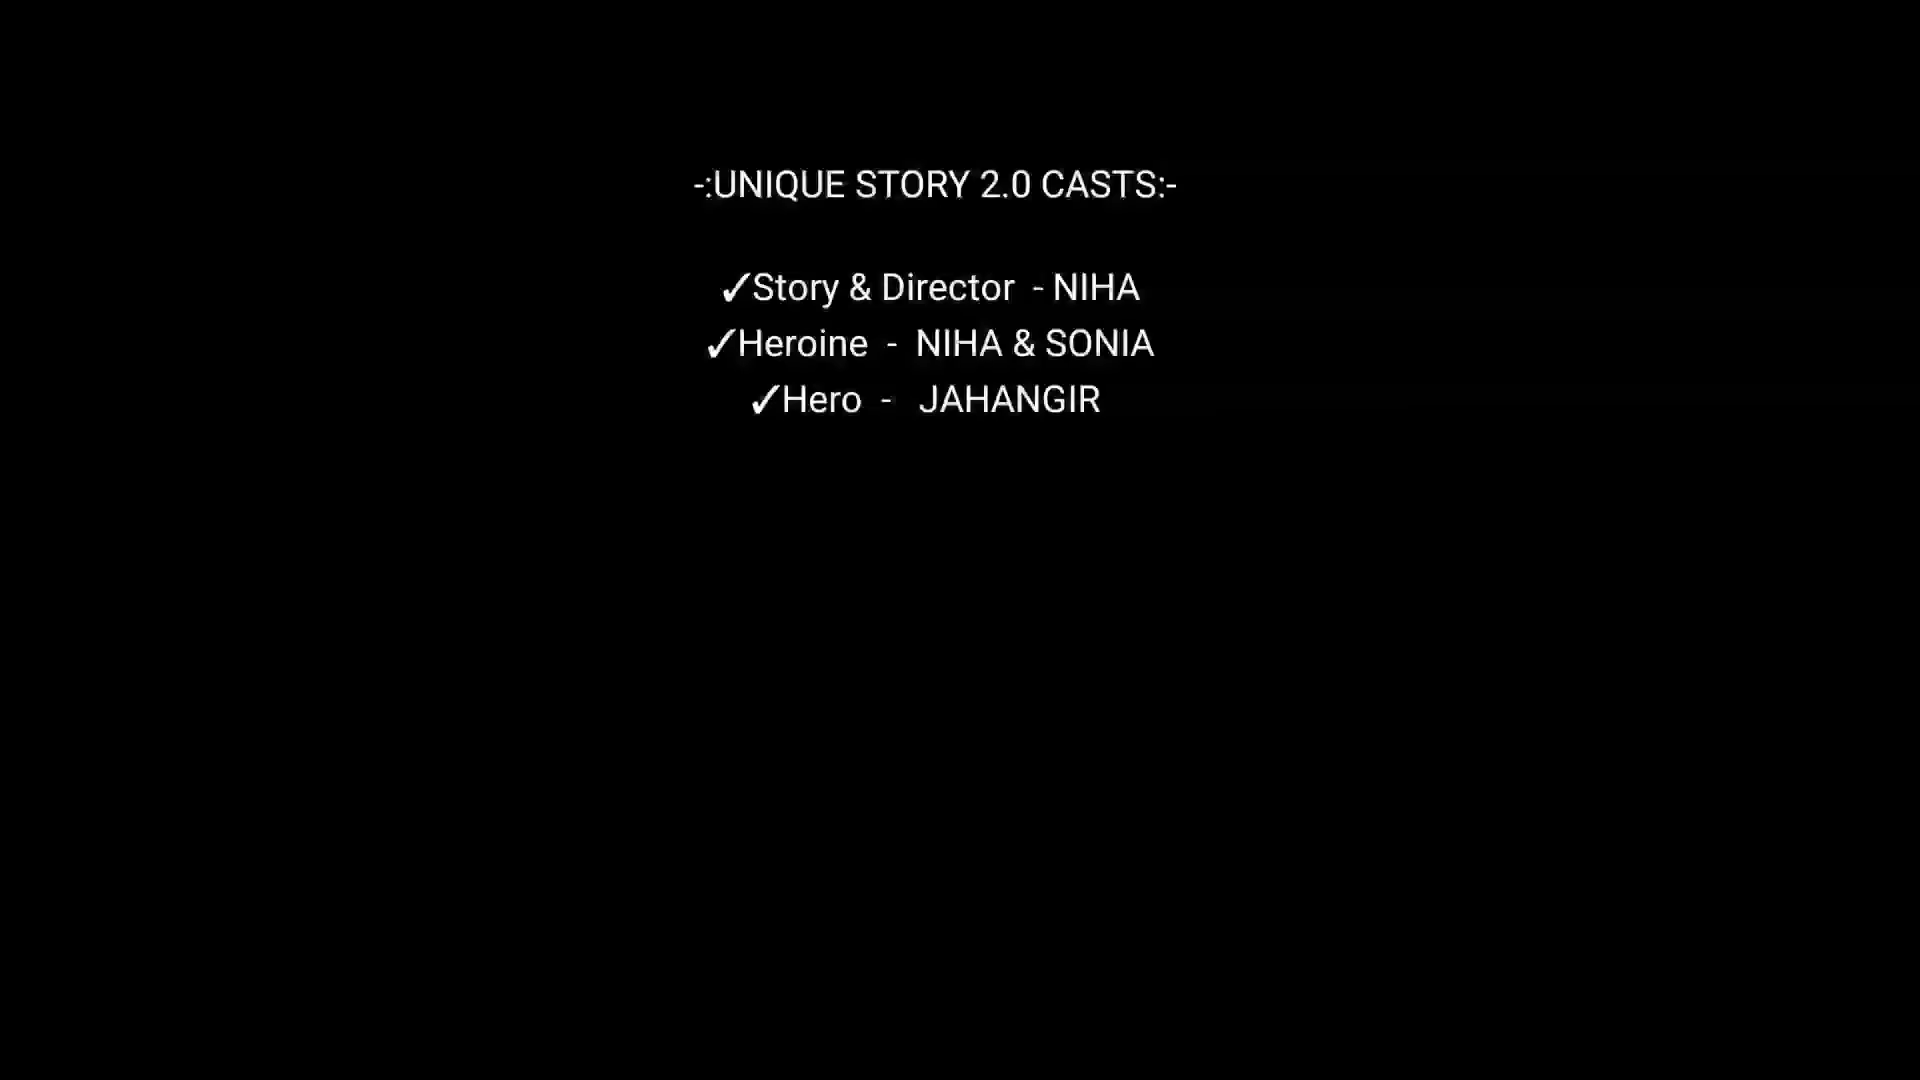 -:UNIQUE STORY 2.0 CASTS:-
✓Story & Director - NIHA
✓Heroine - NIHA & SONIA
✓Hero - JAHANGIR